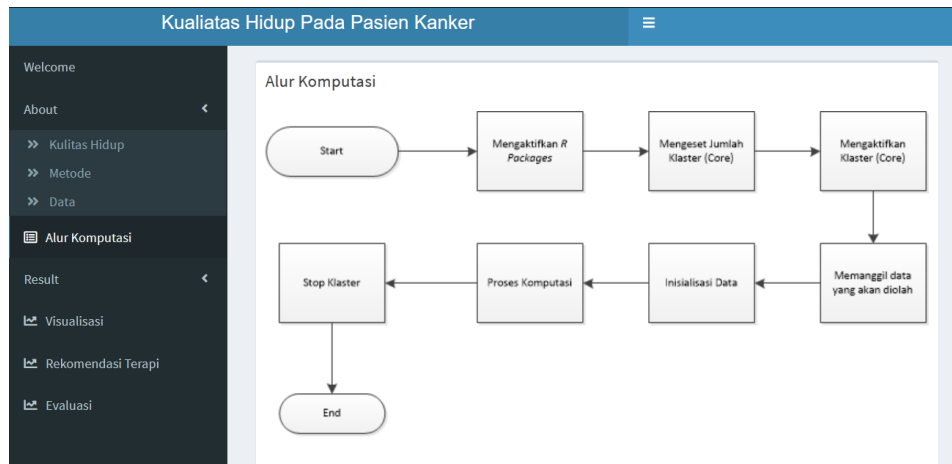 Kualiatas Hidup Pada Pasien Kanker
Welcome
About
Kulitas Hidup
Metode
Data
Alur Komputasi
Result
Visualisasi
Rekomendasi Terapi
Evaluasi
Alur Komputasi
Start
Mengaktifkan R
Packages
Mengeset Jumlah
Klaster (Core)
Mengaktifkan
Klaster (Core)
Memanggil data
yang akan diolah
Inisialisasi Data
Proses Komputasi
Stop Klaster
End